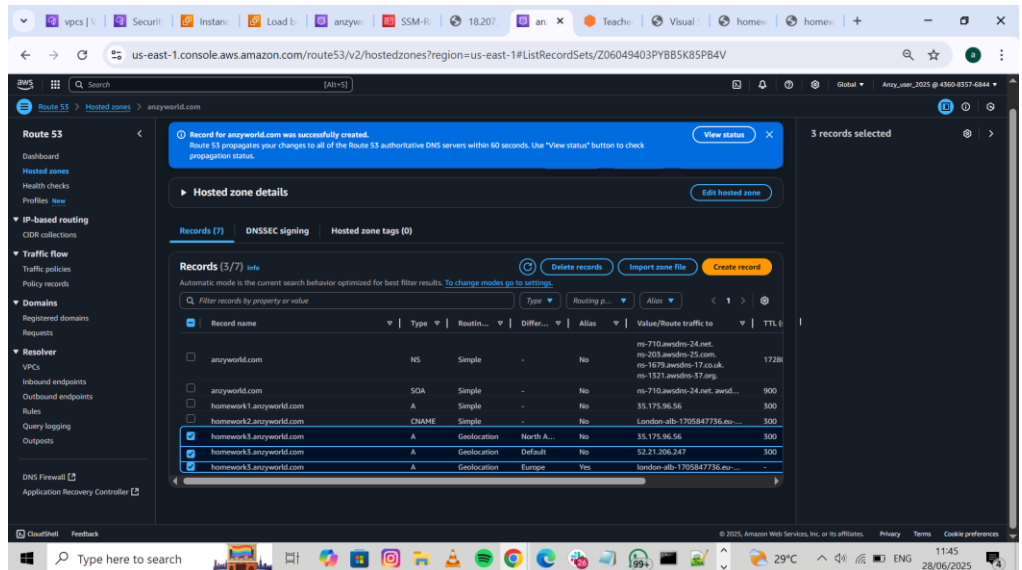 vpcs | V
Securit
Instanc
Load b
anzywo
SSM-R
18.207.
an
Teache
Visual
homew
homew
us-east-1.console.aws.amazon.com/route53/v2/hostedzones?region=us-east-1#ListRecordSets/Z06049403PYBB5K85PB4V
a
aws
Search
[Alt+S]
Global
Anzy_user_2025 @ 4360-8357-6844
Route 53 > Hosted zones > anzyworld.com
Route 53
Dashboard
Hosted zones
Health checks
Profiles New
IP-based routing
CIDR collections
Traffic flow
Traffic policies
Policy records
Domains
Registered domains
Requests
Resolver
VPCs
Inbound endpoints
Outbound endpoints
Rules
Query logging
Outposts
DNS Firewall
Application Recovery Controller
Record for anzyworld.com was successfully created.
Route 53 propagates your changes to all of the Route 53 authoritative DNS servers within 60 seconds. Use "View status" button to check
propagation status.
View status
3 records selected
Hosted zone details
Edit hosted zone
Records (7) DNSSEC signing Hosted zone tags (0)
Records (3/7) Info
Delete records
Import zone file
Create record
Automatic mode is the current search behavior optimized for best filter results. To change modes go to settings.
Filter records by property or value
Type
Routing p...
Alias
1
Record name Type Routin... Differ... Alias Value/Route traffic to TTL (
anzyworld.com NS Simple - No
ns-710.awsdns-24.net.
ns-203.awsdns-25.com.
ns-1679.awsdns-17.co.uk.
ns-1321.awsdns-37.org.
1728
anzyworld.com SOA Simple - No ns-710.awsdns-24.net. awsd... 900
homework1.anzyworld.com A Simple - No 35.175.96.56 300
homework2.anzyworld.com CNAME Simple - No London-alb-1705847736.eu-... 300
homework3.anzyworld.com A Geolocation North A... No 35.175.96.56 300
homework3.anzyworld.com A Geolocation Default No 52.21.206.247 300
homework3.anzyworld.com A Geolocation Europe Yes london-alb-1705847736.eu-... -
CloudShell Feedback
© 2025, Amazon Web Services, Inc. or its affiliates. Privacy Terms Cookie preferences
Type here to search
99+
29°C
ENG
11:45
28/06/2025